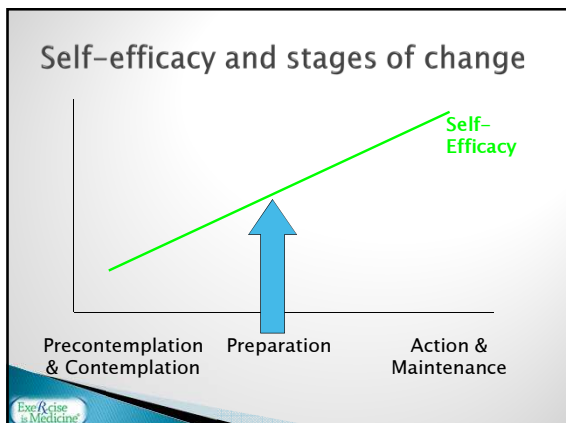 Self-efficacy and stages of change
Self-
Efficacy
Precontemplation
& Contemplation
Preparation
Action &
Maintenance
ExeRcise
is Medicine®